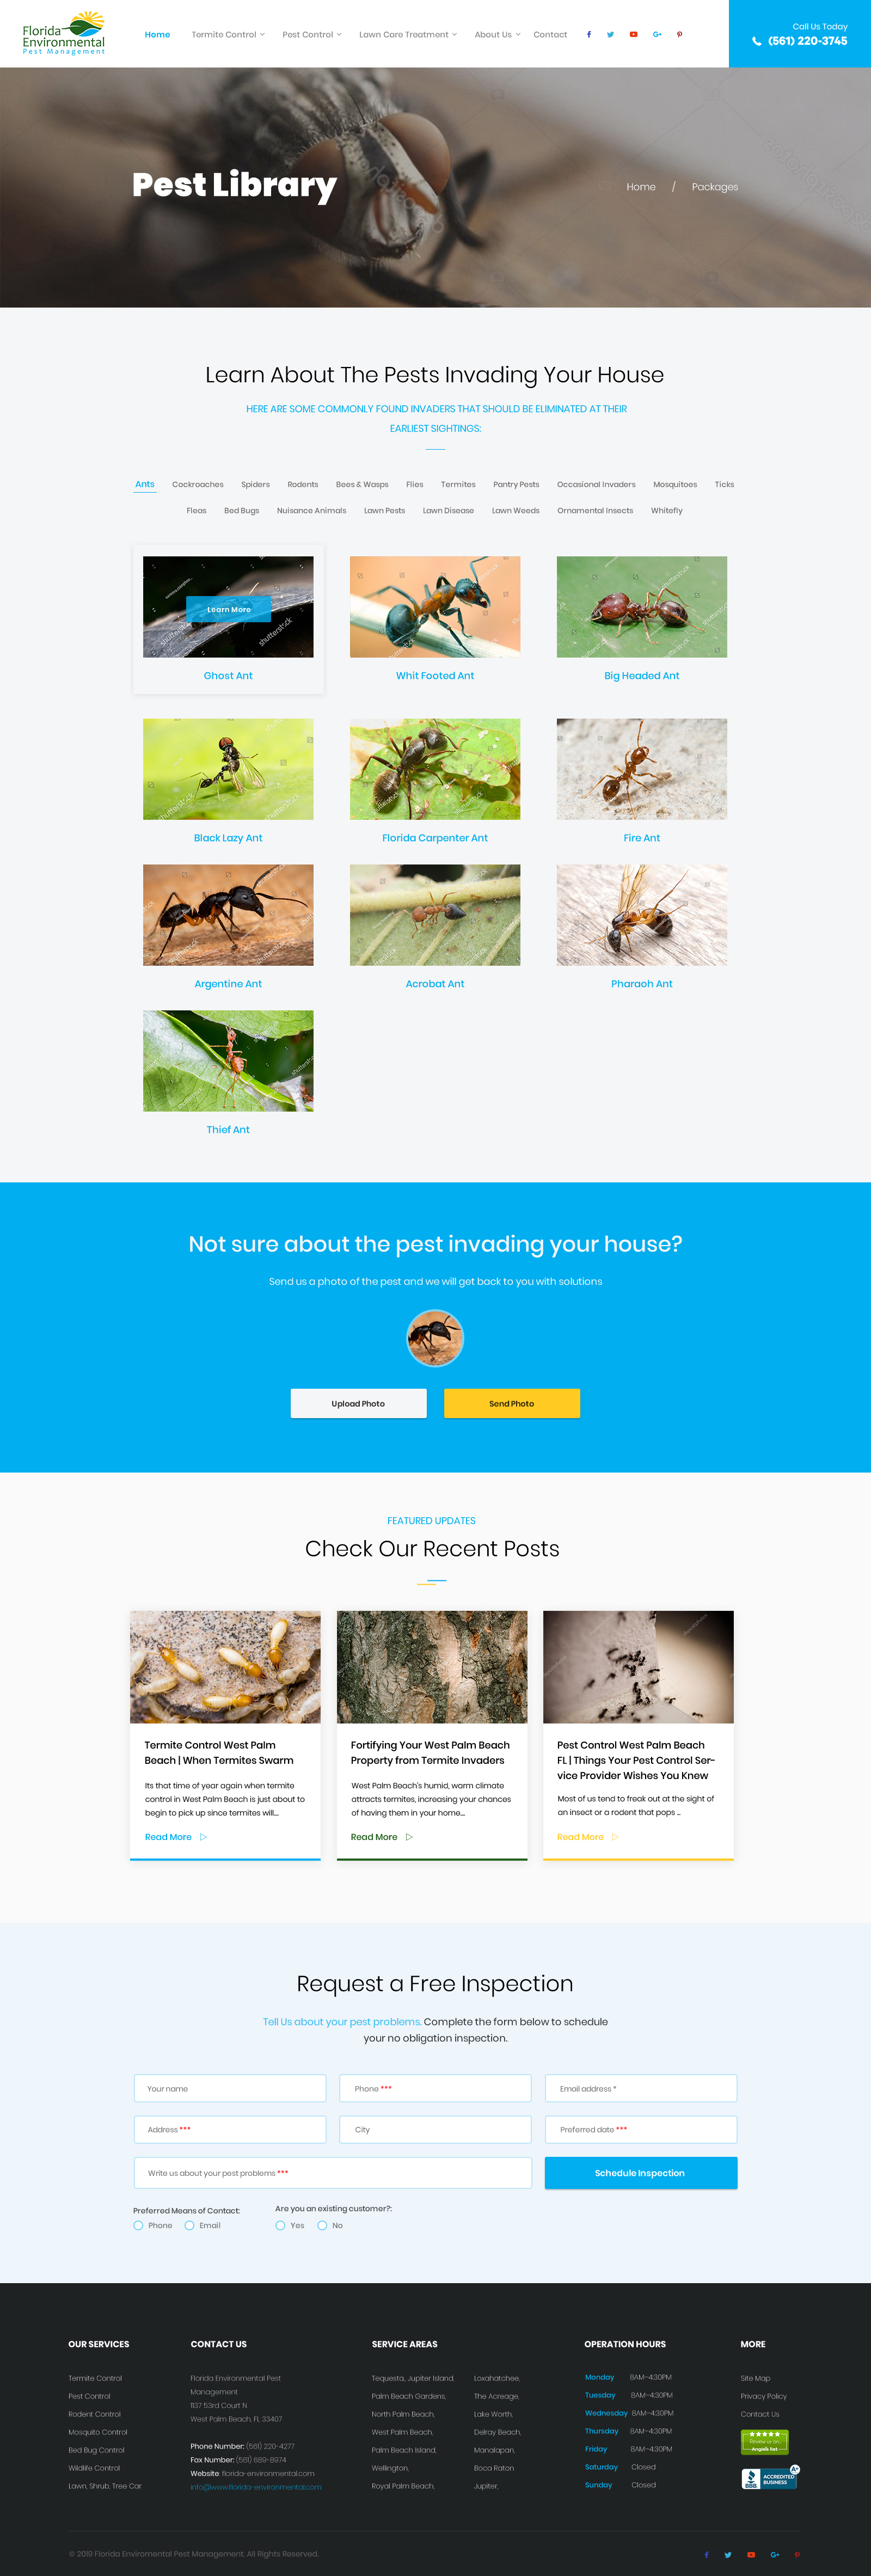 Florida
Environmental
Pest Management
Home Termite Control Pest Control Lawn Care Treatment About Us Contact
Call Us Today
(561) 220-3745
Pest Library
Home / Packages
Learn About The Pests Invading Your House
HERE ARE SOME COMMONLY FOUND INVADERS THAT SHOULD BE ELIMINATED AT THEIR
EARLIEST SIGHTINGS:
Ants Cockroaches Spiders Rodents Bees & Wasps Flies Termites Pantry Pests Occasional Invaders Mosquitoes Ticks
Fleas Bed Bugs Nuisance Animals Lawn Pests Lawn Disease Lawn Weeds Ornamental Insects Whitefly
Learn More
Ghost Ant Whit Footed Ant Big Headed Ant
Black Lazy Ant Florida Carpenter Ant Fire Ant
Argentine Ant Acrobat Ant Pharaoh Ant
Thief Ant
Not sure about the pest invading your house?
Send us a photo of the pest and we will get back to you with solutions
Upload Photo Send Photo
FEATURED UPDATES
Check Our Recent Posts
Termite Control West Palm
Beach | When Termites Swarm
Its that time of year again when termite
control in West Palm Beach is just about to
begin to pick up since termites will...
Read More
Fortifying Your West Palm Beach
Property from Termite Invaders
West Palm Beach's humid, warm climate
attracts termites, increasing your chances
of having them in your home...
Read More
Pest Control West Palm Beach
FL | Things Your Pest Control Ser-
vice Provider Wishes You Knew
Most of us tend to freak out at the sight of
an insect or a rodent that pops ...
Read More
Request a Free Inspection
Tell Us about your pest problems. Complete the form below to schedule
your no obligation inspection.
Your name Phone *** Email address *
Address *** City Preferred date ***
Write us about your pest problems *** Schedule Inspection
Preferred Means of Contact: Are you an existing customer?:
Phone Email Yes No
OUR SERVICES
Termite Control
Pest Control
Rodent Control
Mosquito Control
Bed Bug Control
Wildlife Control
Lawn, Shrub, Tree Car
CONTACT US
Florida Environmental Pest
Management
1137 53rd Court N
West Palm Beach, FL 33407
Phone Number: (561) 220-4277
Fax Number: (561) 689-8974
Website: florida-environmental.com
info@www.florida-environmental.com
SERVICE AREAS
Tequesta, Jupiter Island,
Palm Beach Gardens,
North Palm Beach,
West Palm Beach,
Palm Beach Island,
Wellington,
Royal Palm Beach,
Loxahatchee,
The Acreage,
Lake Worth,
Delray Beach,
Manalapan,
Boca Raton
Jupiter,
OPERATION HOURS
Monday 8AM–4:30PM
Tuesday 8AM–4:30PM
Wednesday 8AM–4:30PM
Thursday 8AM–4:30PM
Friday 8AM–4:30PM
Saturday Closed
Sunday Closed
MORE
Site Map
Privacy Policy
Contact Us
Review us on...
Angie's list
A+
BBB
ACCREDITED
BUSINESS
© 2019 Florida Enviromental Pest Management. All Rights Reserved.